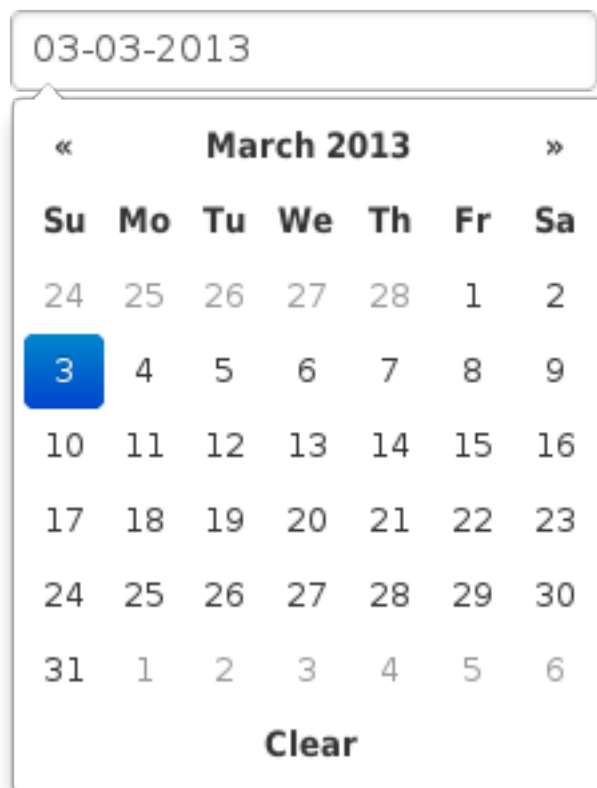 03-03-2013
« March 2013 »
Su Mo Tu We Th Fr Sa
24 25 26 27 28 1 2
3 4 5 6 7 8 9
10 11 12 13 14 15 16
17 18 19 20 21 22 23
24 25 26 27 28 29 30
31 1 2 3 4 5 6
Clear